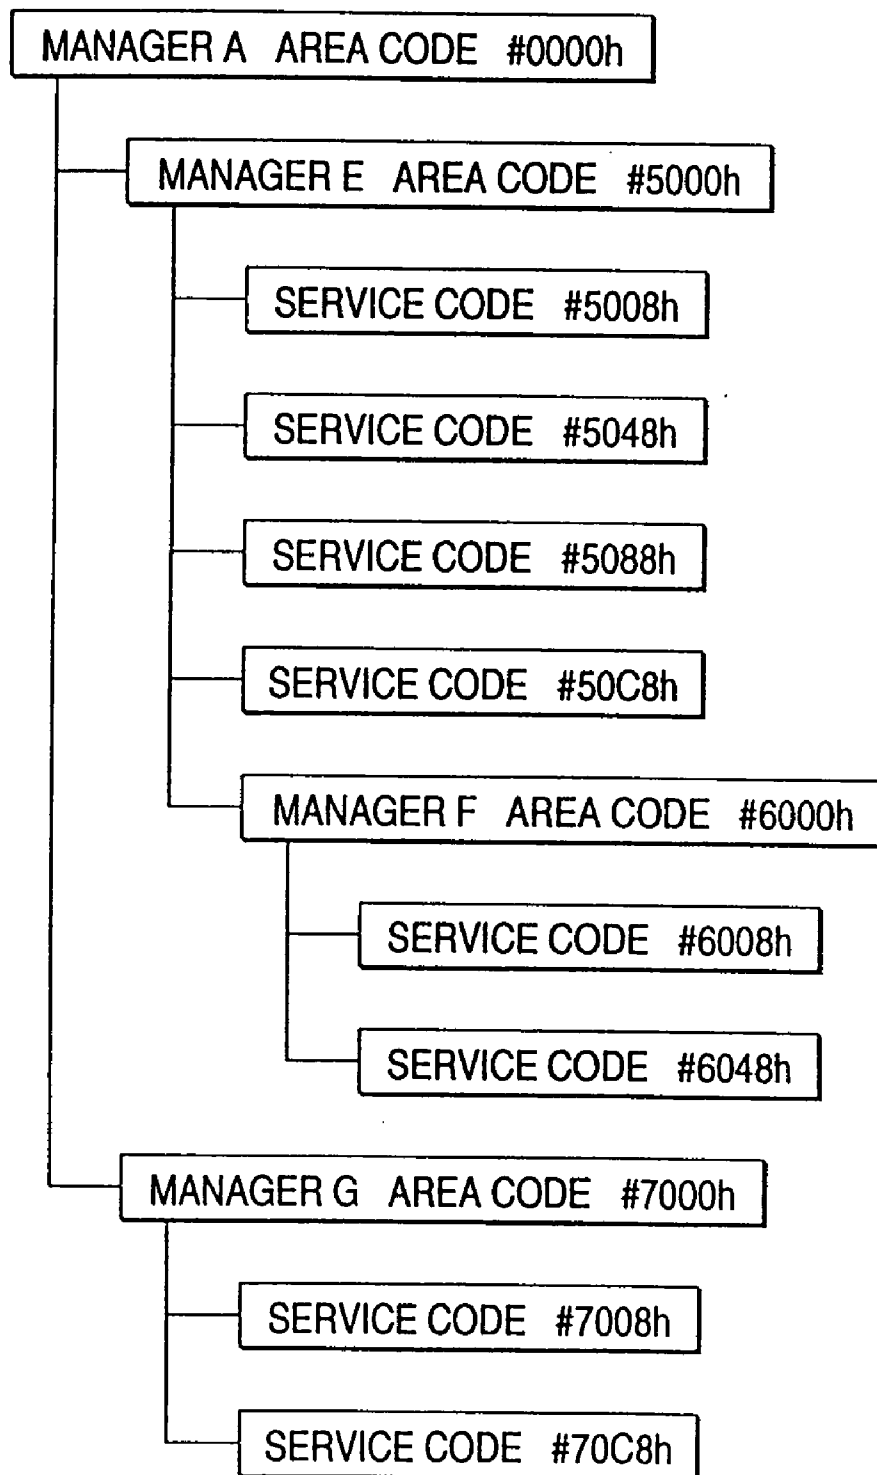 MANAGER A AREA CODE #0000h
MANAGER E AREA CODE #5000h
SERVICE CODE #5008h
SERVICE CODE #5048h
SERVICE CODE #5088h
SERVICE CODE #50C8h
MANAGER F AREA CODE #6000h
SERVICE CODE #6008h
SERVICE CODE #6048h
MANAGER G AREA CODE #7000h
SERVICE CODE #7008h
SERVICE CODE #70C8h